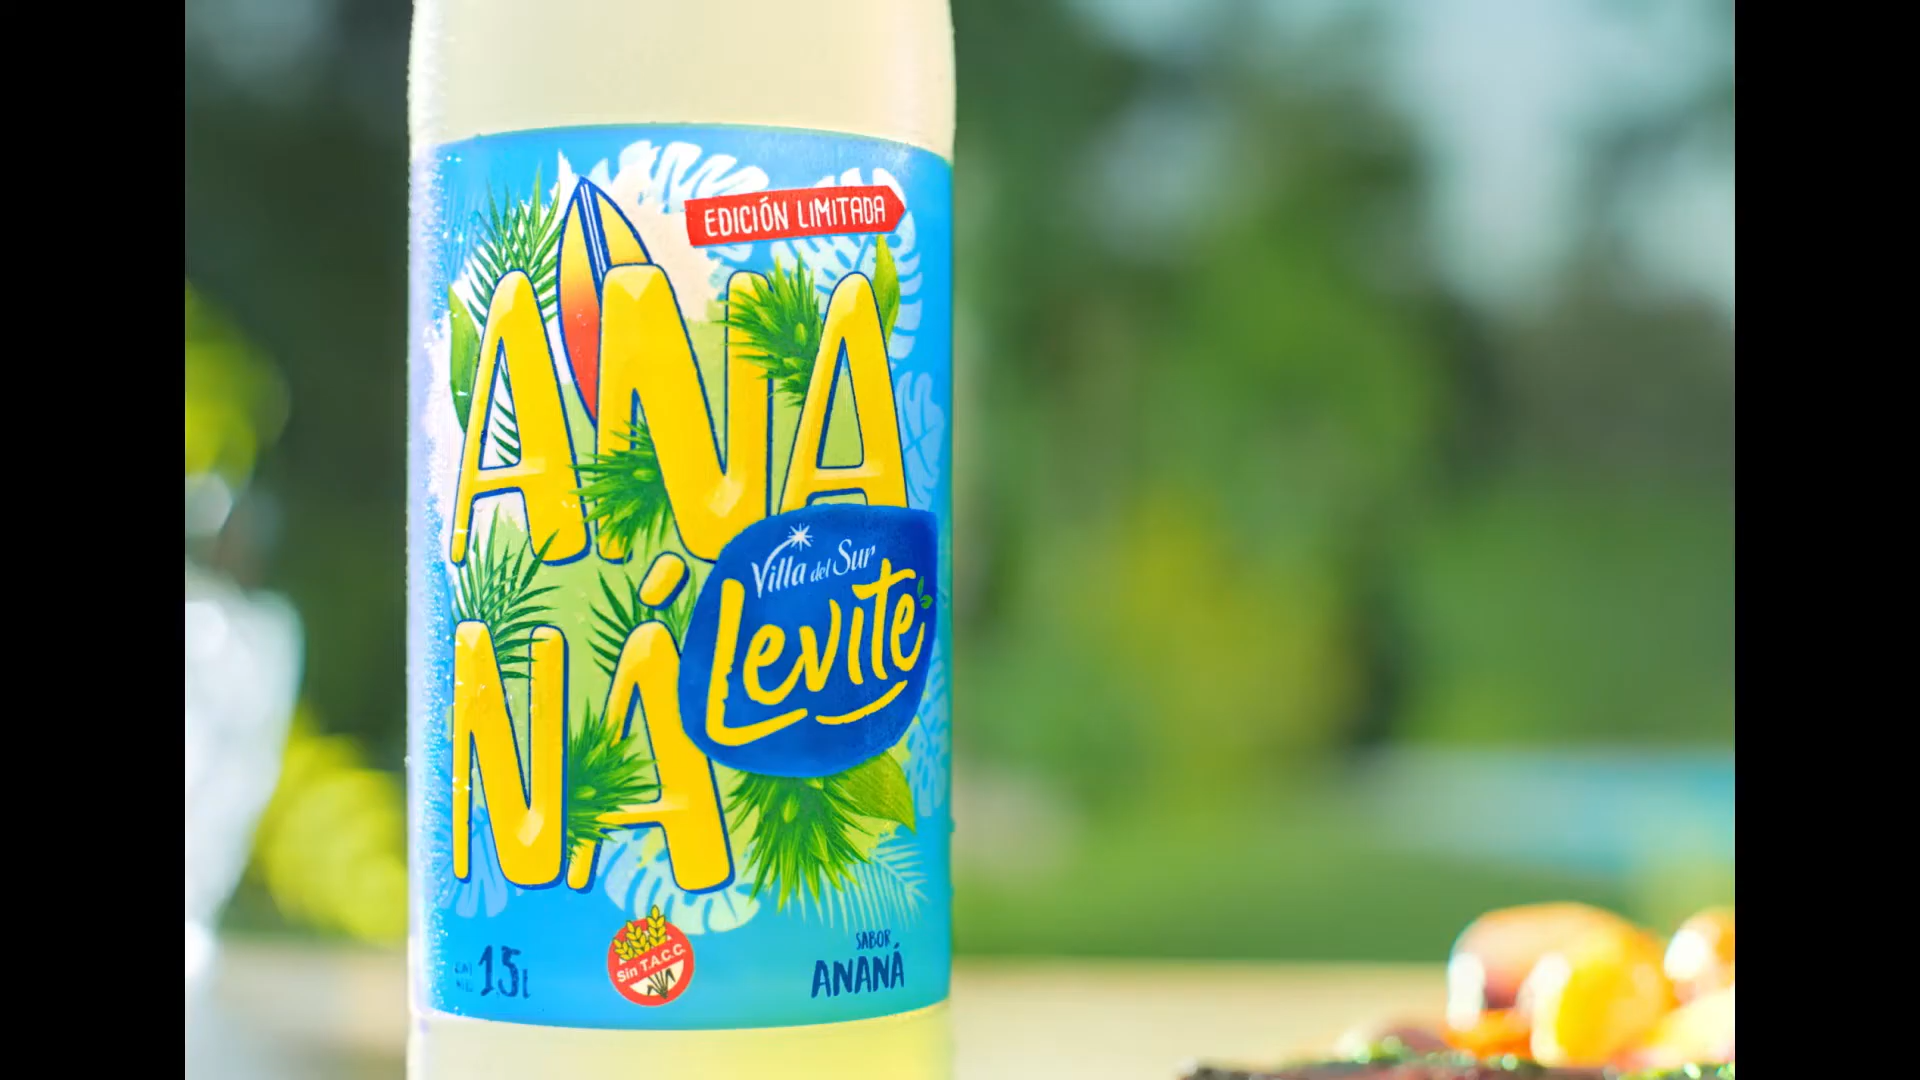 EDICIÓN LIMITADA
ANA
NÁ
Villa del Sur
Levité
1,5 l
Sin T.A.C.C.
SABOR
ANANÁ